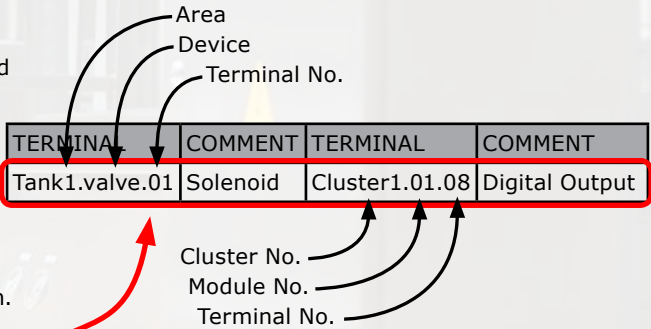 Area
Device
d
Terminal No.
TERMINAL COMMENT TERMINAL COMMENT
Tank1.valve.01 Solenoid Cluster1.01.08 Digital Output
Cluster No.
Module No.
n.
Terminal No.